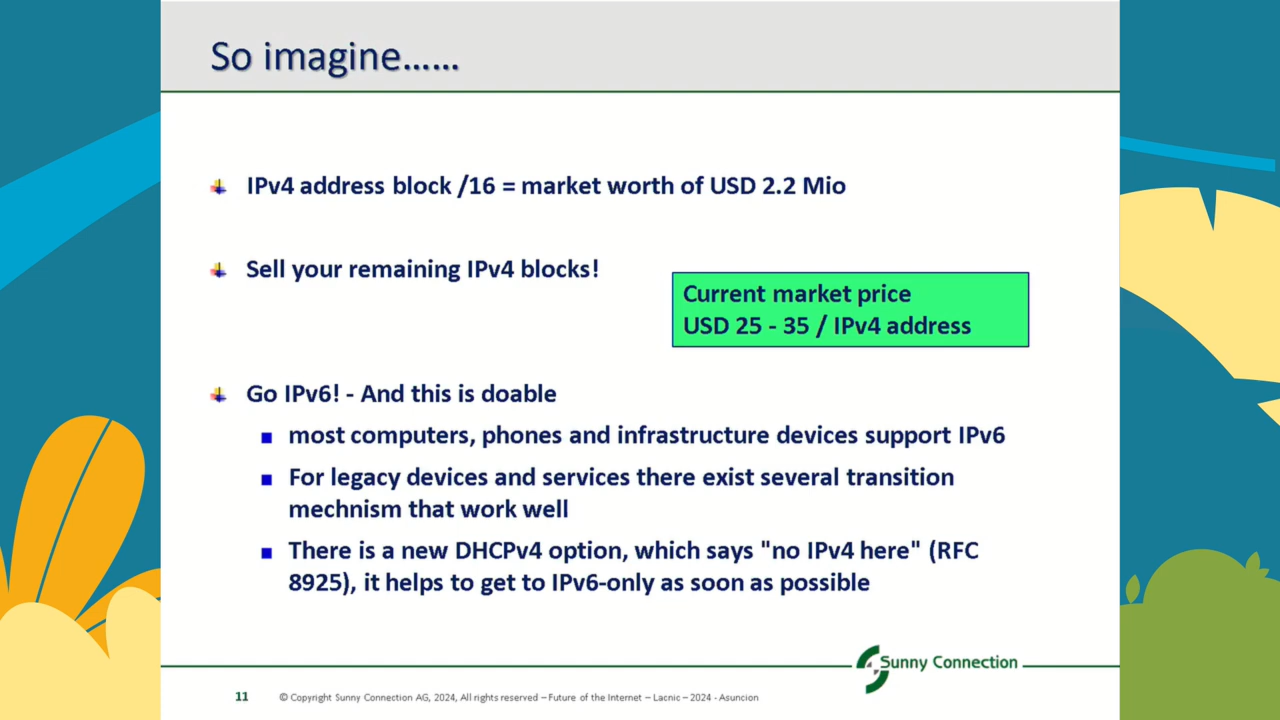 So imagine......
IPv4 address block /16 = market worth of USD 2.2 Mio
Sell your remaining IPv4 blocks!
Current market price
USD 25 - 35 / IPv4 address
Go IPv6! - And this is doable
most computers, phones and infrastructure devices support IPv6
For legacy devices and services there exist several transition
mechnism that work well
There is a new DHCPv4 option, which says "no IPv4 here" (RFC
8925), it helps to get to IPv6-only as soon as possible
Sunny Connection
11 © Copyright Sunny Connection AG, 2024, All rights reserved – Future of the Internet – Lacnic – 2024 - Asuncion